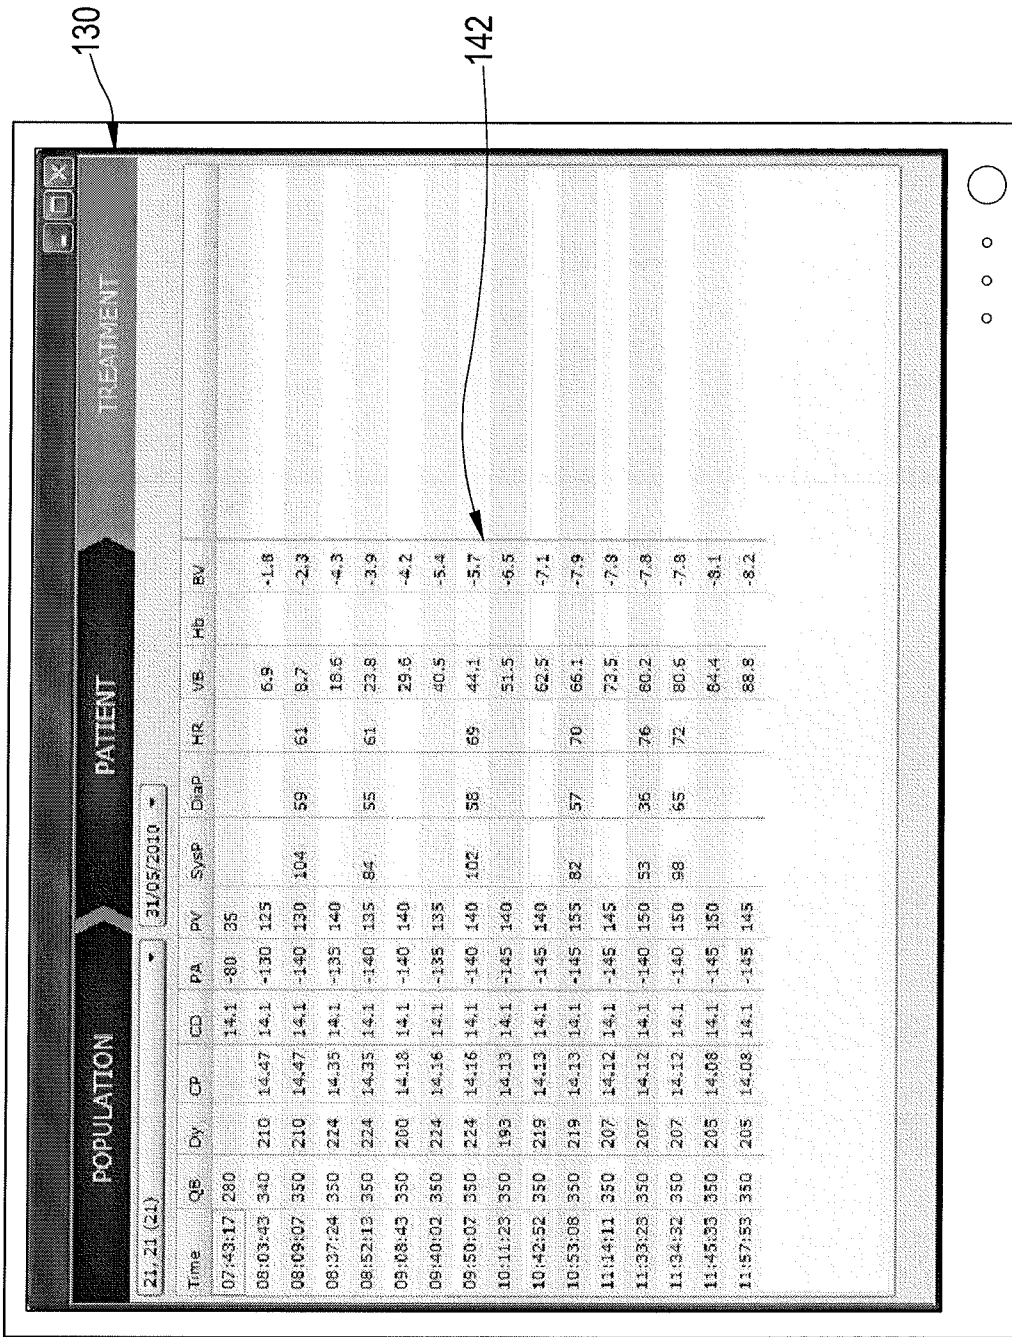 130
POPULATION PATIENT TREATMENT
21, 21 (21) 31/05/2010
Time QB Dy CP CD PA PV SysP DiaP HR VB Hb BV
07:43:17 280 14.1 -80 35
08:03:43 340 210 14.47 14.1 -130 125 6.9 -1.8
08:09:07 350 210 14.47 14.1 -140 130 104 59 61 8.7 -2.3
08:37:24 350 224 14.35 14.1 -135 140 18.6 -4.3
08:52:13 350 224 14.35 14.1 -140 135 84 55 61 23.8 -3.9
09:08:43 350 200 14.18 14.1 -140 140 29.6 -4.2
09:40:02 350 224 14.16 14.1 -135 135 40.5 -5.4
09:50:07 350 224 14.16 14.1 -140 140 102 58 69 44.1 -5.7
10:11:23 350 193 14.13 14.1 -145 140 51.5 -6.5
10:42:52 350 219 14.13 14.1 -145 140 62.5 -7.1
10:53:08 350 219 14.13 14.1 -145 155 82 57 70 66.1 -7.9
11:14:11 350 207 14.12 14.1 -145 145 73.5
11:33:23 350 207 14.12 14.1 -140 150 53 36 76 80.2 -7.8
11:34:32 350 207 14.12 14.1 -140 150 98 65 72 80.6 -7.8
11:45:33 350 205 14.08 14.1 -145 150 84.4 -8.1
11:57:53 350 205 14.08 14.1 -145 145 88.8 -8.2
142